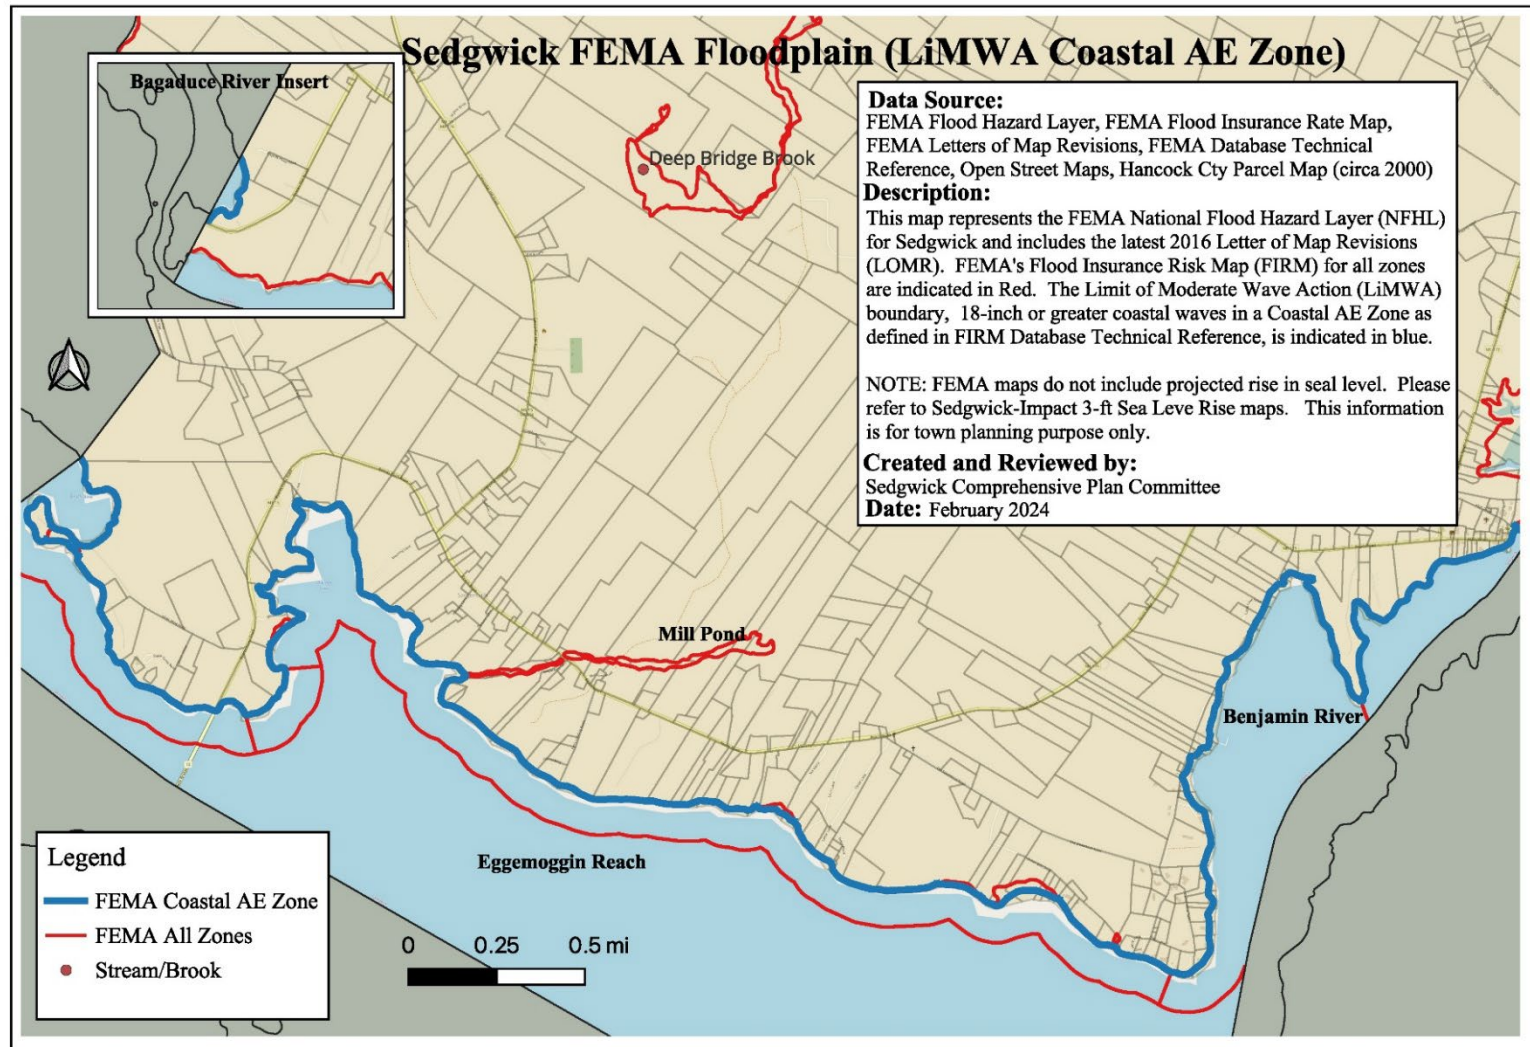 Sedgwick FEMA Floodplain (LiMWA Coastal AE Zone)
Bagaduce River Insert
Data Source:
FEMA Flood Hazard Layer, FEMA Flood Insurance Rate Map,
FEMA Letters of Map Revisions, FEMA Database Technical
Reference, Open Street Maps, Hancock Cty Parcel Map (circa 2000)
Description:
This map represents the FEMA National Flood Hazard Layer (NFHL)
for Sedgwick and includes the latest 2016 Letter of Map Revisions
(LOMR).  FEMA's Flood Insurance Risk Map (FIRM) for all zones
are indicated in Red.  The Limit of Moderate Wave Action (LiMWA)
boundary,  18-inch or greater coastal waves in a Coastal AE Zone as
defined in FIRM Database Technical Reference, is indicated in blue.
NOTE: FEMA maps do not include projected rise in seal level.  Please
refer to Sedgwick-Impact 3-ft Sea Leve Rise maps.   This information
is for town planning purpose only.
Created and Reviewed by:
Sedgwick Comprehensive Plan Committee
Date: February 2024
Deep Bridge Brook
Mill Pond
Benjamin River
Eggemoggin Reach
Legend
FEMA Coastal AE Zone
FEMA All Zones
Stream/Brook
0 0.25 0.5 mi